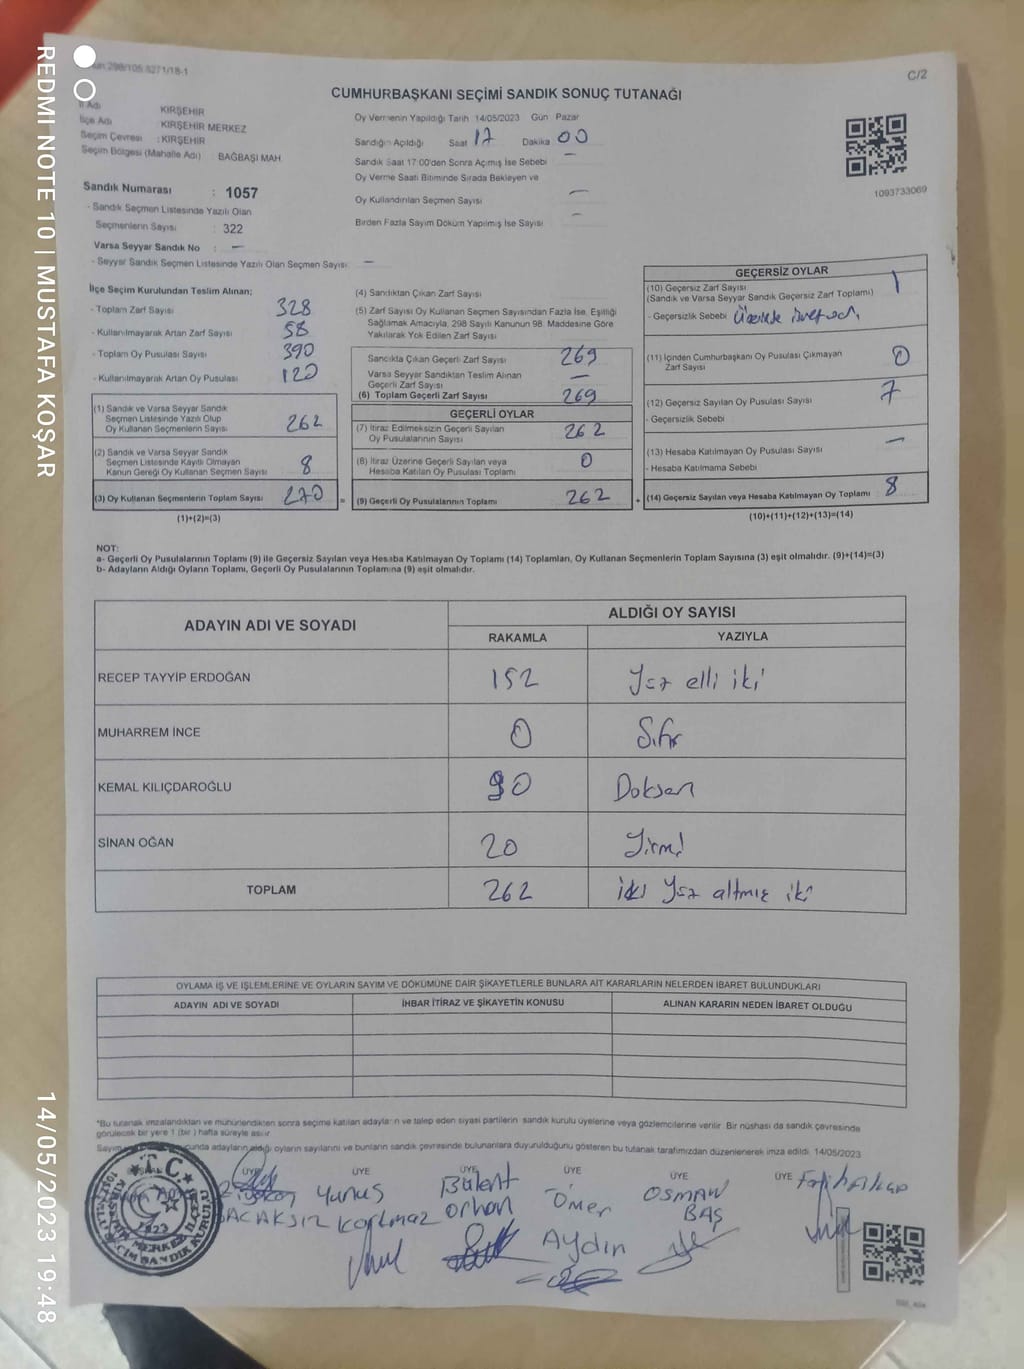 298/105.5271/18-1
C/2
CUMHURBAŞKANI SEÇİMİ SANDIK SONUÇ TUTANAĞI
İl Adı KIRŞEHİR
İlçe Adı : KIRŞEHİR MERKEZ
Seçim Çevresi : KIRŞEHİR
Seçim Bölgesi (Mahalle Adı) : BAĞBAŞI MAH.
Sandık Numarası : 1057
- Sandık Seçmen Listesinde Yazılı Olan
Seçmenlerin Sayısı : 322
Varsa Seyyar Sandık No : —
- Seyyar Sandık Seçmen Listesinde Yazılı Olan Seçmen Sayısı: —
Oy Vermenin Yapıldığı Tarih 14/05/2023 Gün Pazar
Sandığın Açıldığı Saat 17 Dakika 00
Sandık Saat 17:00'den Sonra Açılmış İse Sebebi —
Oy Verme Saati Bitiminde Sırada Bekleyen ve
Oy Kullandırılan Seçmen Sayısı —
Birden Fazla Sayım Döküm Yapılmış İse Sayısı —
1093733069
İlçe Seçim Kurulundan Teslim Alınan;
- Toplam Zarf Sayısı 328
- Kullanılmayarak Artan Zarf Sayısı 58
- Toplam Oy Pusulası Sayısı 390
- Kullanılmayarak Artan Oy Pusulası 120
(1) Sandık ve Varsa Seyyar Sandık
Seçmen Listesinde Yazılı Olup
Oy Kullanan Seçmenlerin Sayısı 262
(2) Sandık ve Varsa Seyyar Sandık
Seçmen Listesinde Kayıtlı Olmayan
Kanun Gereği Oy Kullanan Seçmen Sayısı 8
(3) Oy Kullanan Seçmenlerin Toplam Sayısı 270 =
(1)+(2)=(3)
(4) Sandıktan Çıkan Zarf Sayısı
(5) Zarf Sayısı Oy Kullanan Seçmen Sayısından Fazla İse, Eşitliği
Sağlamak Amacıyla, 298 Sayılı Kanunun 98. Maddesine Göre
Yakılarak Yok Edilen Zarf Sayısı
Sandıkta Çıkan Geçerli Zarf Sayısı 269
Varsa Seyyar Sandıktan Teslim Alınan
Geçerli Zarf Sayısı —
(6) Toplam Geçerli Zarf Sayısı 269
GEÇERLİ OYLAR
(7) İtiraz Edilmeksizin Geçerli Sayılan
Oy Pusulalarının Sayısı 262
(8) İtiraz Üzerine Geçerli Sayılan veya
Hesaba Katılan Oy Pusulası Toplamı 0
(9) Geçerli Oy Pusulalarının Toplamı 262 +
GEÇERSİZ OYLAR
(10) Geçersiz Zarf Sayısı 1
(Sandık ve Varsa Seyyar Sandık Geçersiz Zarf Toplamı)
- Geçersizlik Sebebi
(11) İçinden Cumhurbaşkanı Oy Pusulası Çıkmayan
Zarf Sayısı 0
(12) Geçersiz Sayılan Oy Pusulası Sayısı 7
- Geçersizlik Sebebi
(13) Hesaba Katılmayan Oy Pusulası Sayısı —
- Hesaba Katılmama Sebebi
(14) Geçersiz Sayılan veya Hesaba Katılmayan Oy Toplamı 8
(10)+(11)+(12)+(13)=(14)
NOT:
a- Geçerli Oy Pusulalarının Toplamı (9) ile Geçersiz Sayılan veya Hesaba Katılmayan Oy Toplamı (14) Toplamları, Oy Kullanan Seçmenlerin Toplam Sayısına (3) eşit olmalıdır. (9)+(14)=(3)
b- Adayların Aldığı Oyların Toplamı, Geçerli Oy Pusulalarının Toplamına (9) eşit olmalıdır.
ADAYIN ADI VE SOYADI
ALDIĞI OY SAYISI
RAKAMLA YAZIYLA
RECEP TAYYİP ERDOĞAN 152 Yüz elli iki
MUHARREM İNCE 0 Sıfır
KEMAL KILIÇDAROĞLU 90 Doksan
SİNAN OĞAN 20 Yirmi
TOPLAM 262 iki Yüz altmış iki
OYLAMA İŞ VE İŞLEMLERİNE VE OYLARIN SAYIM VE DÖKÜMÜNE DAİR ŞİKAYETLERLE BUNLARA AİT KARARLARIN NELERDEN İBARET BULUNDUKLARI
ADAYIN ADI VE SOYADI İHBAR İTİRAZ VE ŞİKAYETİN KONUSU ALINAN KARARIN NEDEN İBARET OLDUĞU
*Bu tutanak imzalandıktan ve mühürlendikten sonra seçime katılan adayların ve talep eden siyasi partilerin sandık kurulu üyelerine veya gözlemcilerine verilir. Bir nüshası da sandık çevresinde
görülecek bir yere 1 (bir) hafta süreyle asılır
adayların aldığı oyların sayılarını ve bunların sandık çevresinde bulunanlara duyurulduğunu gösteren bu tutanak tarafımızdan düzenlenerek imza edildi. 14/05/2023
ÜYE ÜYE ÜYE ÜYE ÜYE ÜYE
BACAKSIZ
Yunus
Korkmaz
Bülent
Orhan
Ömer
Aydın
OSMAN
BAŞ
T.C.
1923
REDMI NOTE 10 | MUSTAFA KOŞAR
14/05/2023 19:48